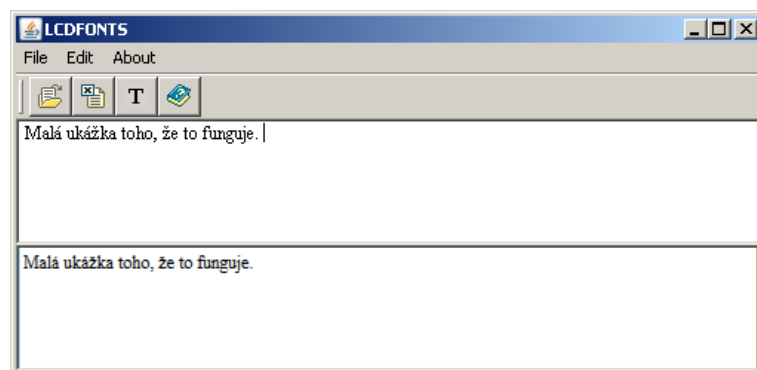 LCDFONTS
File Edit About
T
Malá ukážka toho, že to funguje.
Malá ukážka toho, že to funguje.